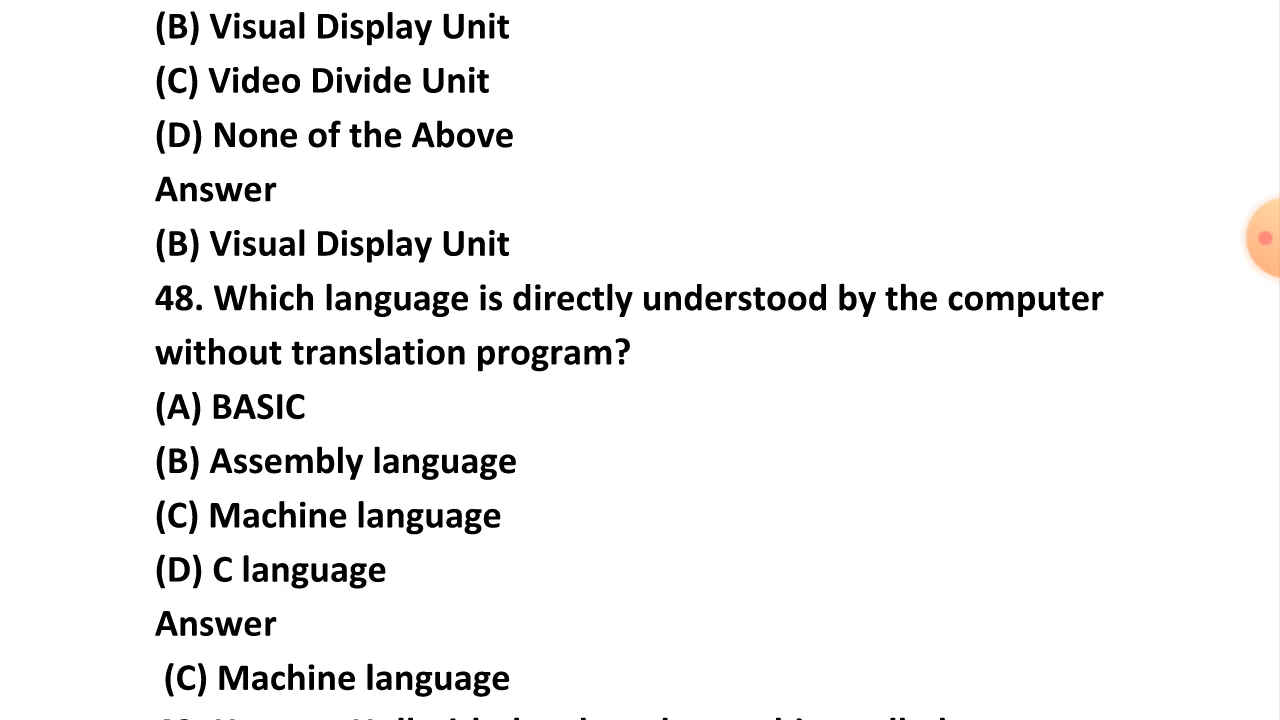 (B) Visual Display Unit
(C) Video Divide Unit
(D) None of the Above
Answer
(B) Visual Display Unit
48. Which language is directly understood by the computer
without translation program?
(A) BASIC
(B) Assembly language
(C) Machine language
(D) C language
Answer
(C) Machine language